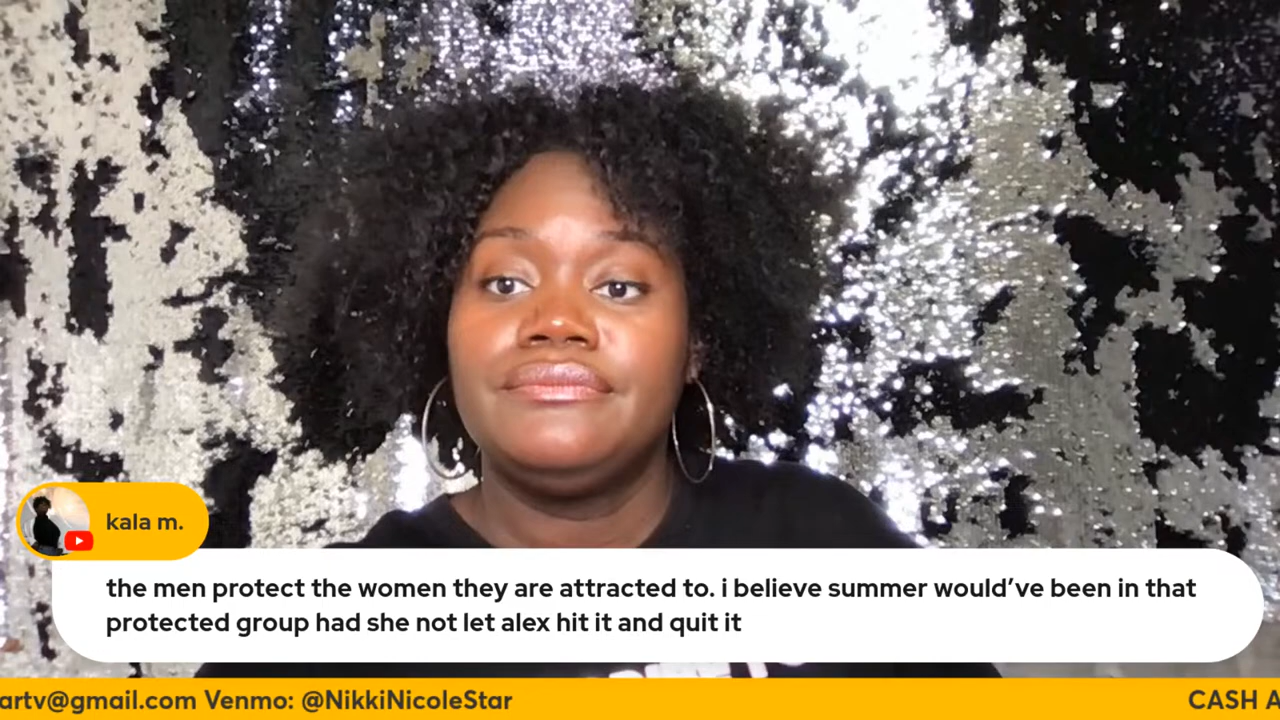 kala m.
the men protect the women they are attracted to. i believe summer would've been in that
protected group had she not let alex hit it and quit it
artv@gmail.com Venmo: @NikkiNicoleStar
CASH A